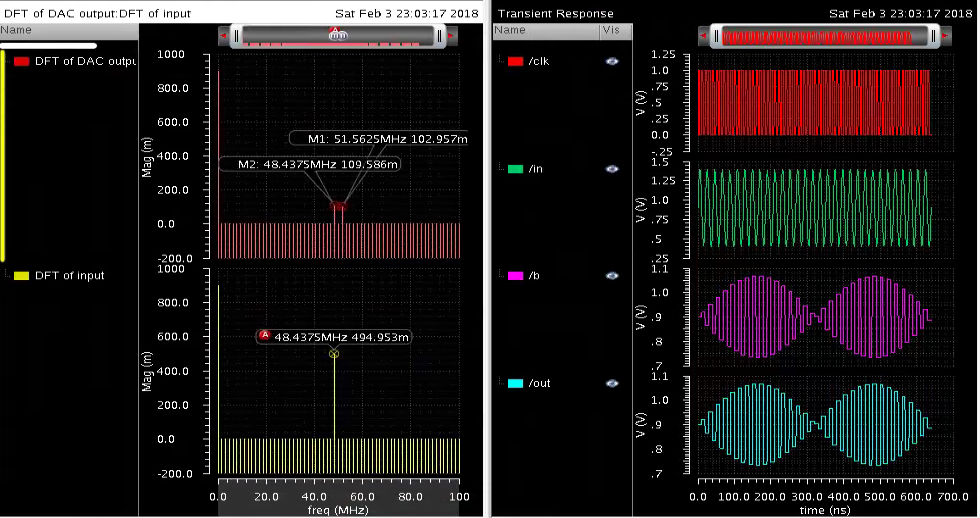 DFT of DAC output:DFT of input
Sat Feb 3 23:03:17 2018
Name
DFT of DAC outpu
Mag (m)
1000
800.0
600.0
400.0
200.0
0.0
-200.0
M1: 51.5625MHz 102.957m
M2: 48.4375MHz 109.586m
DFT of input
Mag (m)
1000
800.0
600.0
400.0
200.0
0.0
-200.0
A
48.4375MHz 494.953m
0.0 20.0 40.0 60.0 80.0 100
freq (MHz)
Transient Response
Sat Feb 3 23:03:17 2018
Name Vis
/clk
V (V)
1.25
1.0
.75
.5
.25
0.0
-.25
/in
V (V)
1.5
1.25
1.0
.75
.5
.25
/b
V (V)
1.1
1.0
.9
.8
.7
/out
V (V)
1.1
1.0
.9
.8
.7
0.0 100.0 200.0 300.0 400.0 500.0 600.0 700.0
time (ns)